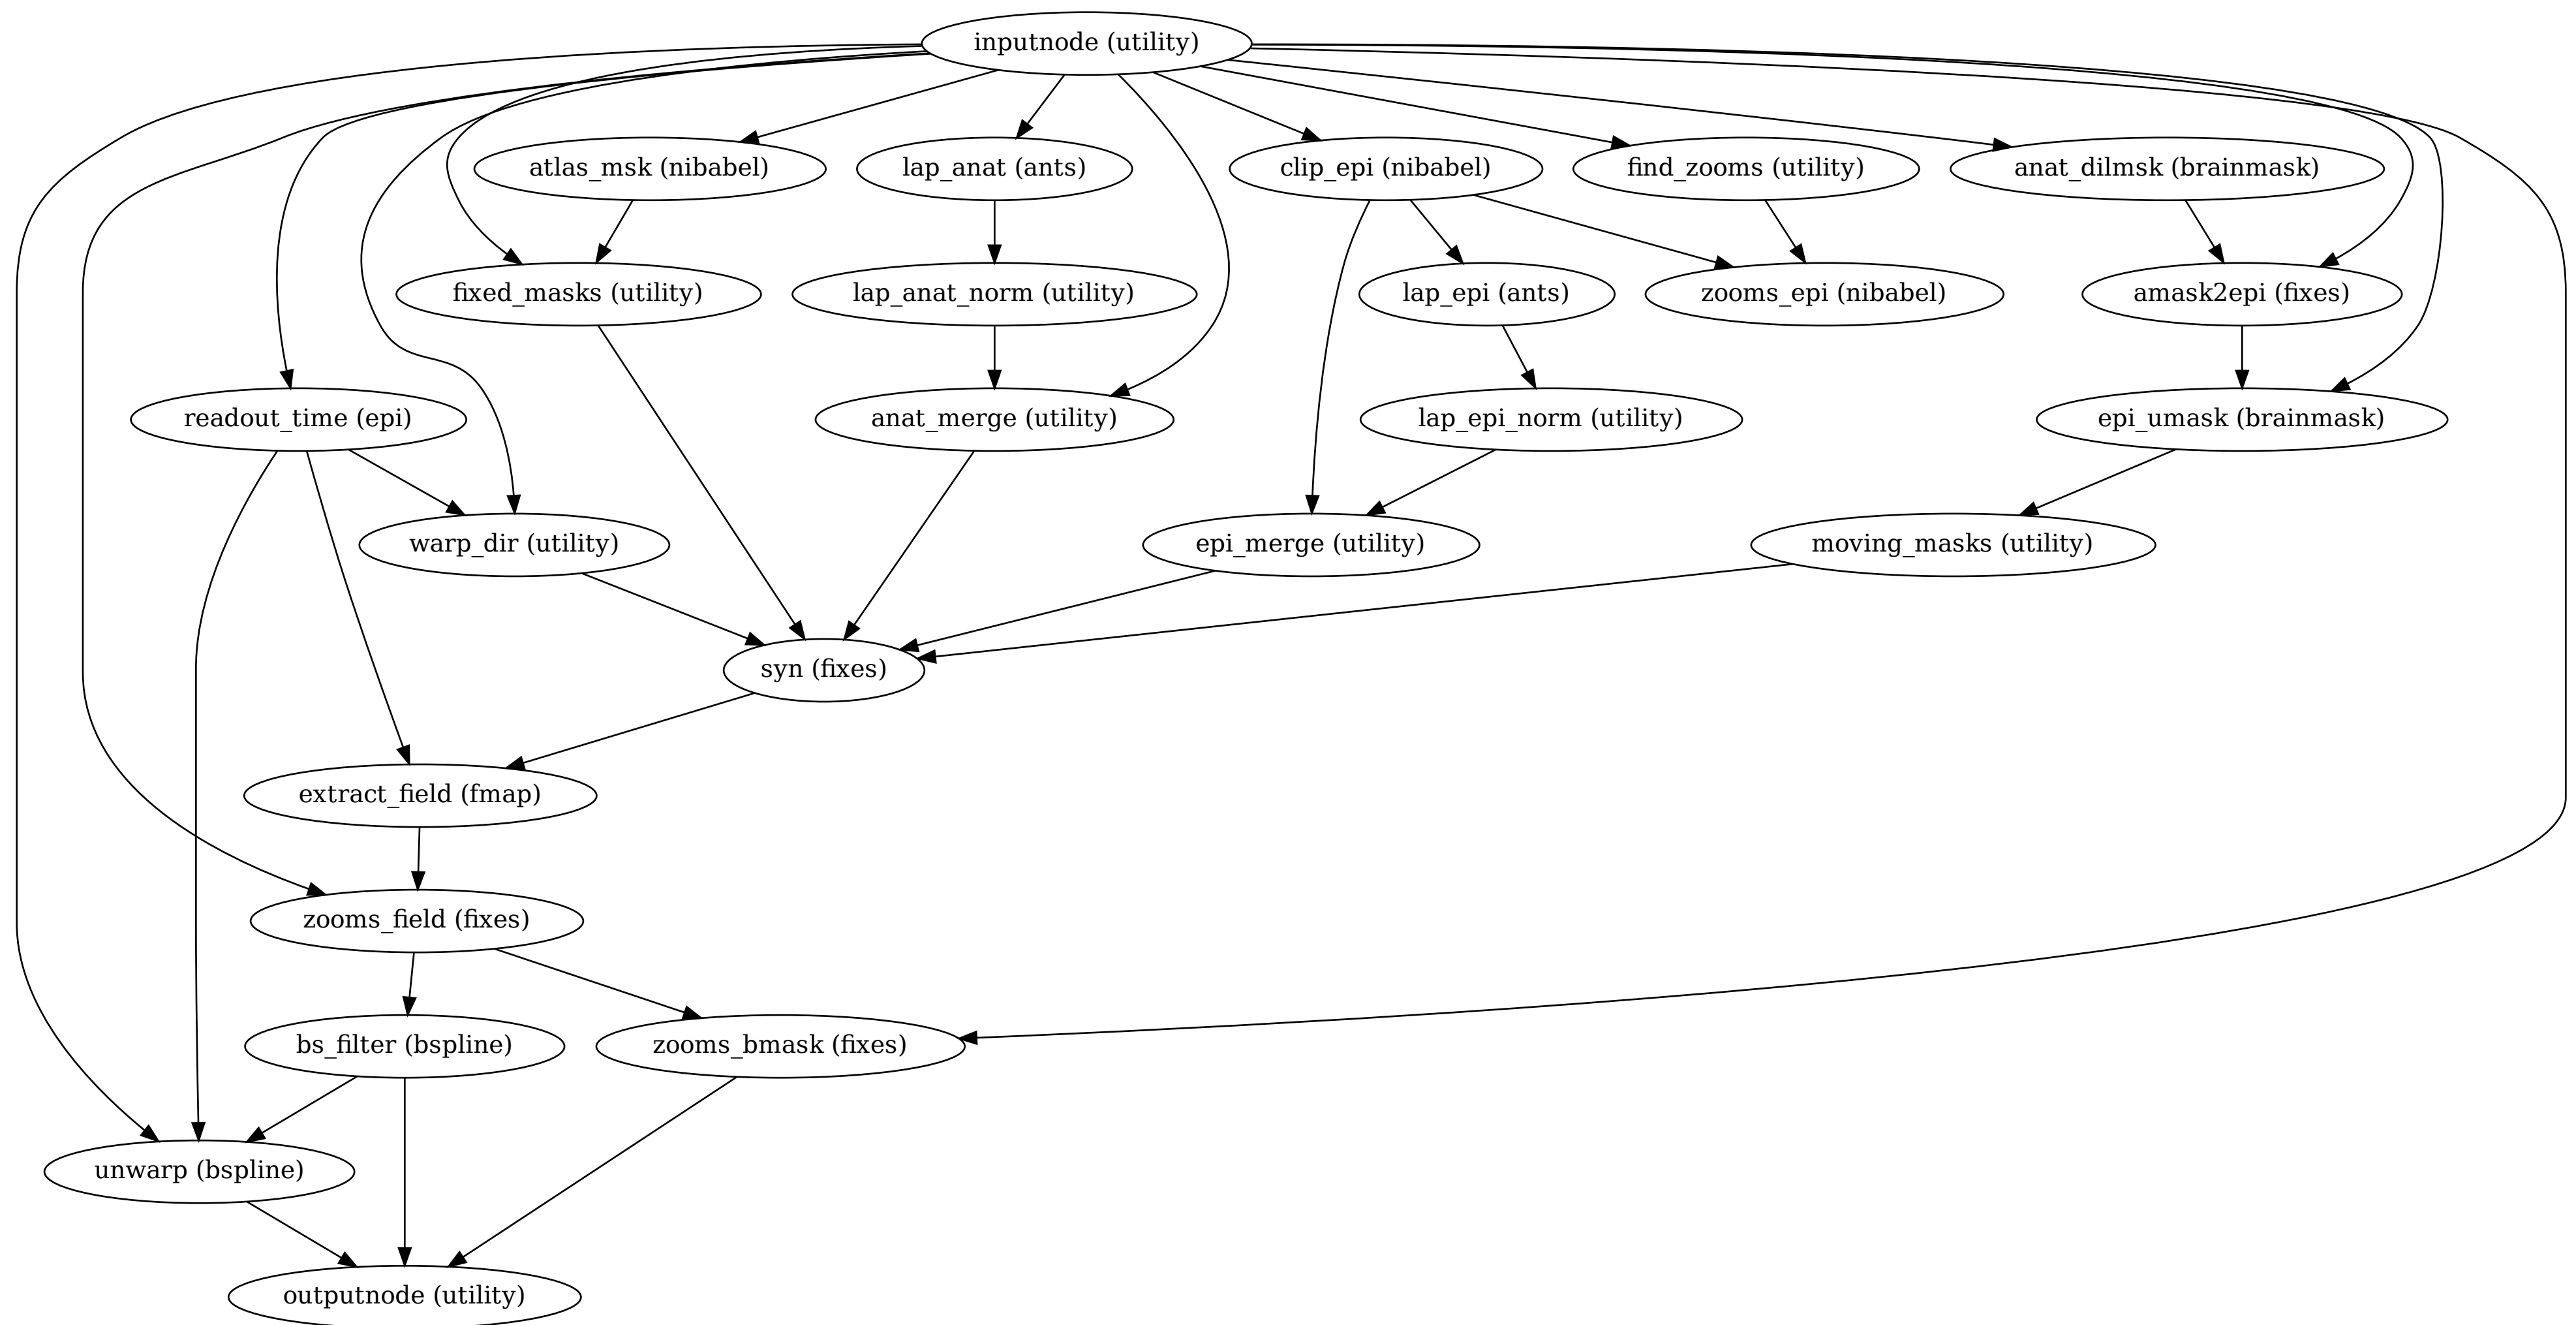 inputnode (utility)
atlas_msk (nibabel)
lap_anat (ants)
clip_epi (nibabel)
find_zooms (utility)
anat_dilmsk (brainmask)
fixed_masks (utility)
lap_anat_norm (utility)
lap_epi (ants)
zooms_epi (nibabel)
amask2epi (fixes)
readout_time (epi)
anat_merge (utility)
lap_epi_norm (utility)
epi_umask (brainmask)
warp_dir (utility)
epi_merge (utility)
moving_masks (utility)
syn (fixes)
extract_field (fmap)
zooms_field (fixes)
bs_filter (bspline)
zooms_bmask (fixes)
unwarp (bspline)
outputnode (utility)